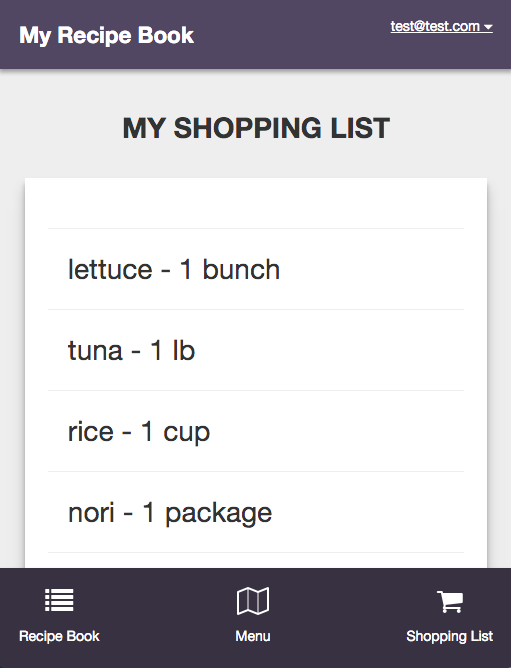 My Recipe Book
test@test.com
MY SHOPPING LIST
lettuce - 1 bunch
tuna - 1 lb
rice - 1 cup
nori - 1 package
Recipe Book
Menu
Shopping List